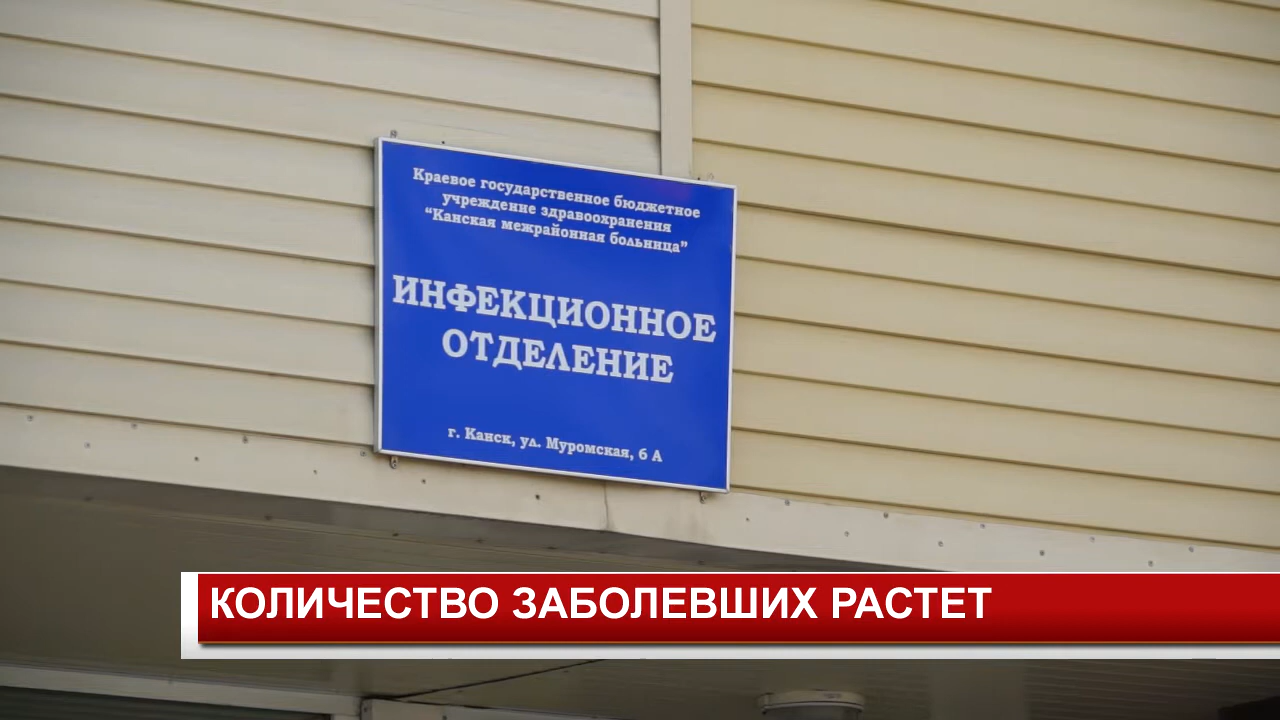 Краевое государственное бюджетное
учреждение здравоохранения
“Канская межрайонная больница”
ИНФЕКЦИОННОЕ
ОТДЕЛЕНИЕ
г. Канск, ул. Муромская, 6 А
КОЛИЧЕСТВО ЗАБОЛЕВШИХ РАСТЕТ